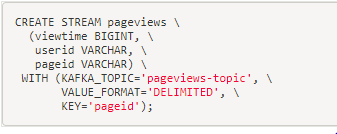 CREATE STREAM pageviews \
(viewtime BIGINT, \
userid VARCHAR, \
pageid VARCHAR) \
WITH (KAFKA_TOPIC='pageviews-topic', \
VALUE_FORMAT='DELIMITED', \
KEY='pageid');